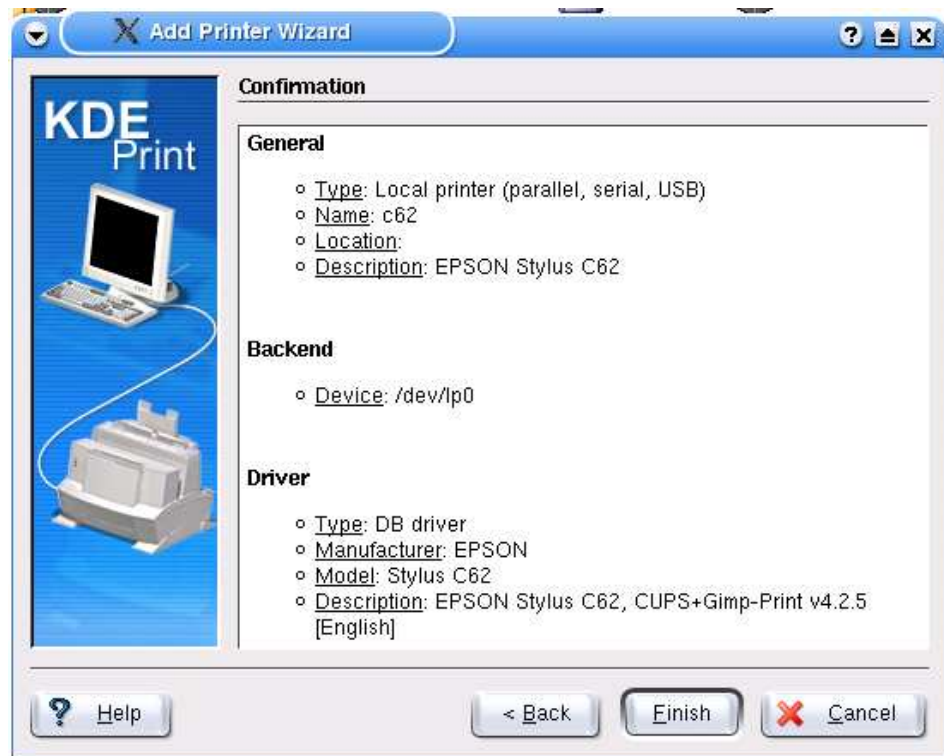 Add Printer Wizard
Confirmation
KDE
Print
General
Type: Local printer (parallel, serial, USB)
Name: c62
Location:
Description: EPSON Stylus C62
Backend
Device: /dev/lp0
Driver
Type: DB driver
Manufacturer: EPSON
Model: Stylus C62
Description: EPSON Stylus C62, CUPS+Gimp-Print v4.2.5
[English]
? Help
< Back
Finish
Cancel